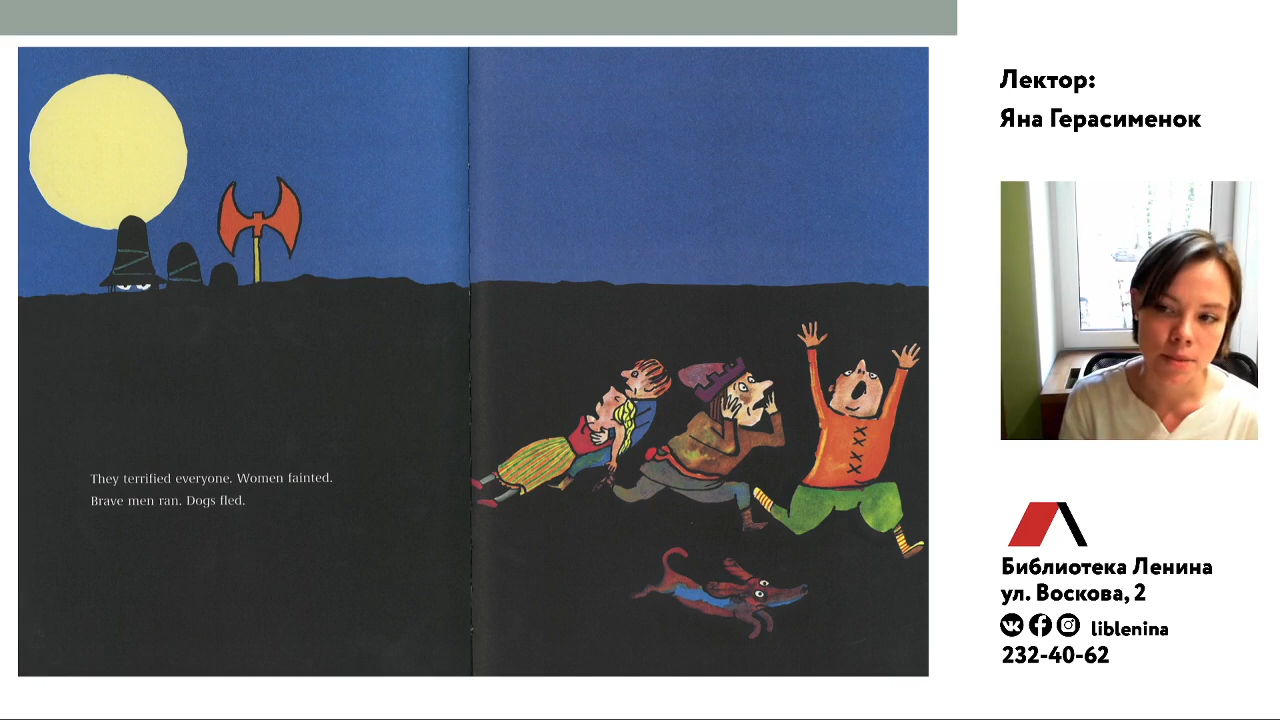 They terrified everyone. Women fainted.
Brave men ran. Dogs fled.
Лектор:
Яна Герасименок
Библиотека Ленина
ул. Воскова, 2
liblenina
232-40-62